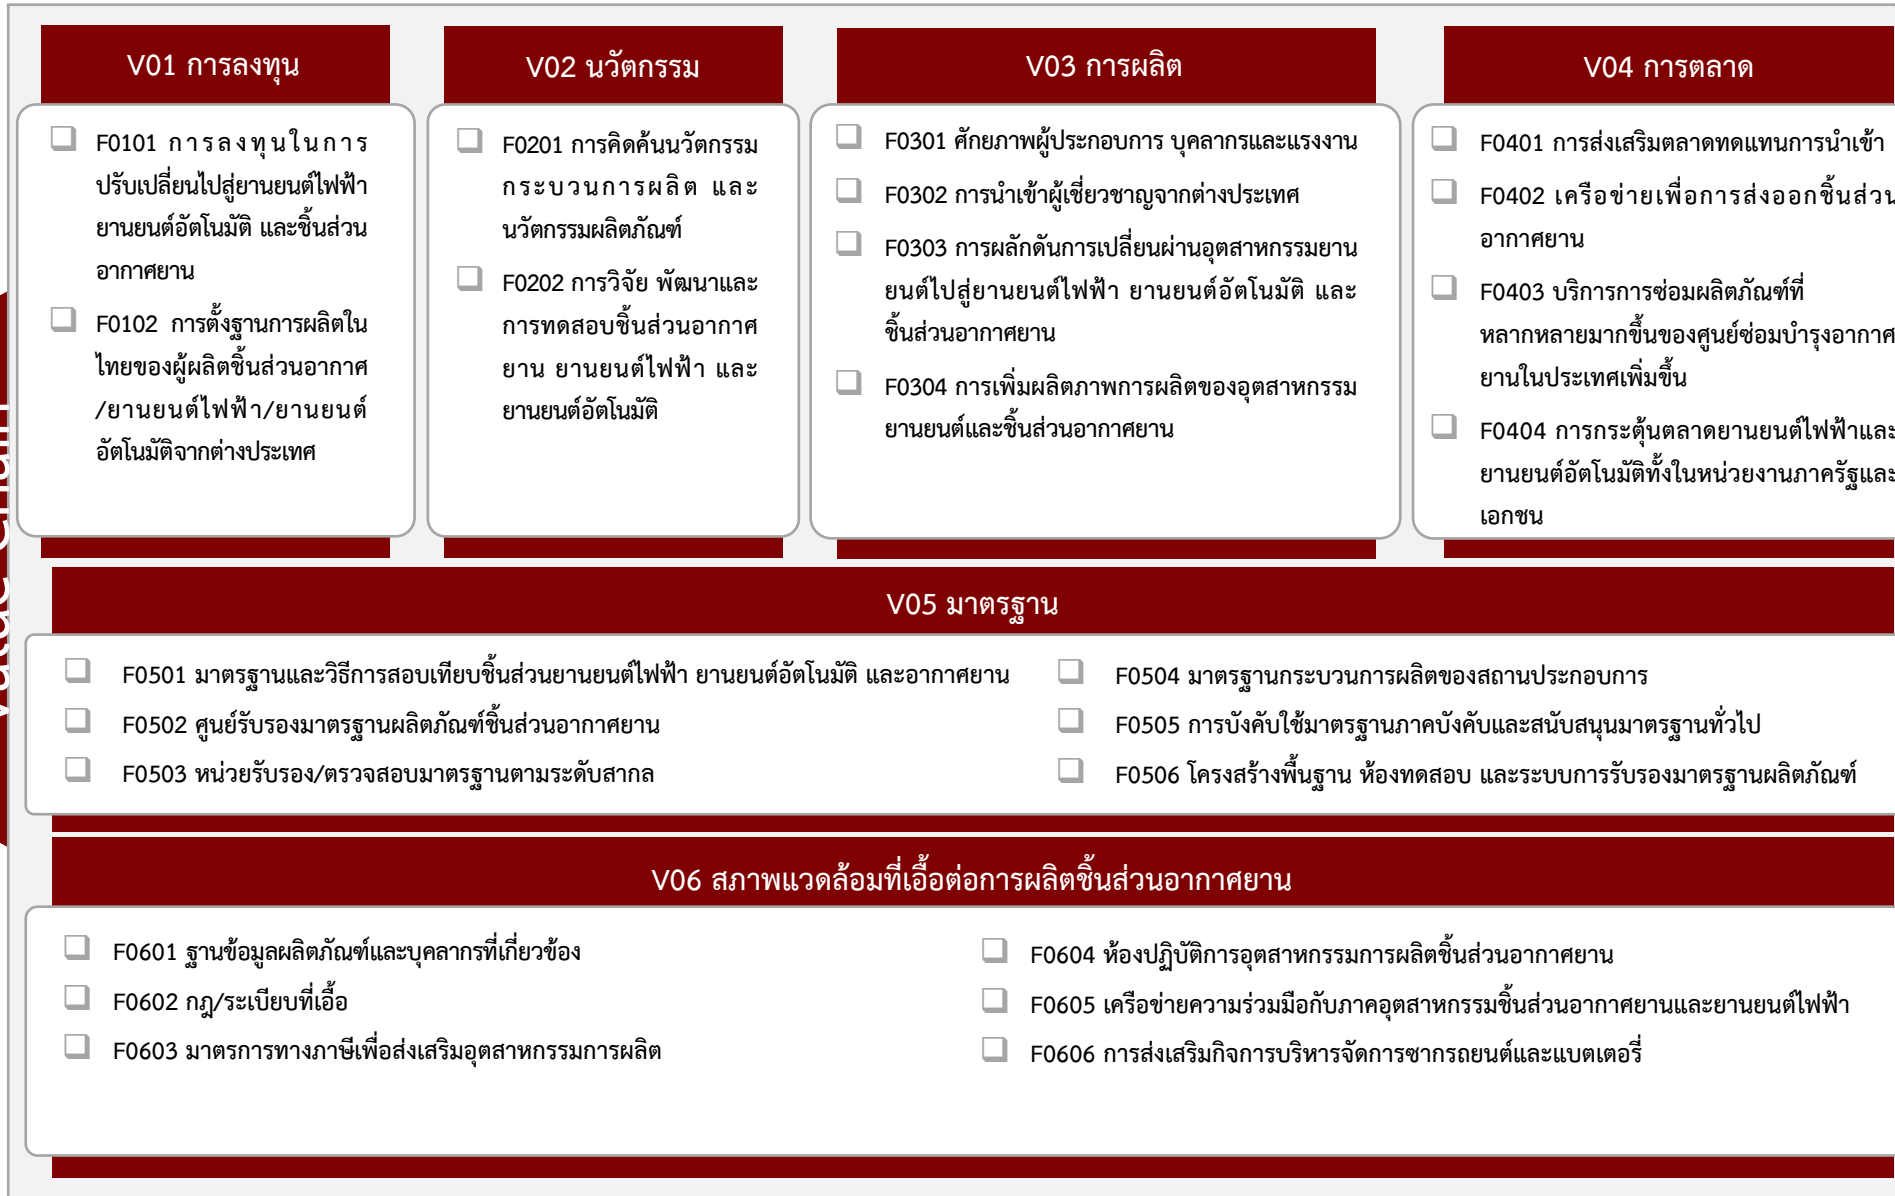 V01 การลงทุน
F0101 การลงทุนในการ
ปรับเปลี่ยนไปสู่ยานยนต์ไฟฟ้า
ยานยนต์อัตโนมัติ และชิ้นส่วน
อากาศยาน
F0102 การตั้งฐานการผลิตใน
ไทยของผู้ผลิตชิ้นส่วนอากาศ
/ยานยนต์ไฟฟ้า/ยานยนต์
อัตโนมัติจากต่างประเทศ
V02 นวัตกรรม
F0201 การคิดค้นนวัตกรรม
กระบวนการผลิต และ
นวัตกรรมผลิตภัณฑ์
F0202 การวิจัย พัฒนาและ
การทดสอบชิ้นส่วนอากาศ
ยาน ยานยนต์ไฟฟ้า และ
ยานยนต์อัตโนมัติ
V03 การผลิต
F0301 ศักยภาพผู้ประกอบการ บุคลากรและแรงงาน
F0302 การนำเข้าผู้เชี่ยวชาญจากต่างประเทศ
F0303 การผลักดันการเปลี่ยนผ่านอุตสาหกรรมยาน
ยนต์ไปสู่ยานยนต์ไฟฟ้า ยานยนต์อัตโนมัติ และ
ชิ้นส่วนอากาศยาน
F0304 การเพิ่มผลิตภาพการผลิตของอุตสาหกรรม
ยานยนต์และชิ้นส่วนอากาศยาน
V04 การตลาด
F0401 การส่งเสริมตลาดทดแทนการนำเข้า
F0402 เครือข่ายเพื่อการส่งออกชิ้นส่วน
อากาศยาน
F0403 บริการการซ่อมผลิตภัณฑ์ที่
หลากหลายมากขึ้นของศูนย์ซ่อมบำรุงอากาศ
ยานในประเทศเพิ่มขึ้น
F0404 การกระตุ้นตลาดยานยนต์ไฟฟ้าและ
ยานยนต์อัตโนมัติทั้งในหน่วยงานภาครัฐและ
เอกชน
V05 มาตรฐาน
F0501 มาตรฐานและวิธีการสอบเทียบชิ้นส่วนยานยนต์ไฟฟ้า ยานยนต์อัตโนมัติ และอากาศยาน
F0502 ศูนย์รับรองมาตรฐานผลิตภัณฑ์ชิ้นส่วนอากาศยาน
F0503 หน่วยรับรอง/ตรวจสอบมาตรฐานตามระดับสากล
F0504 มาตรฐานกระบวนการผลิตของสถานประกอบการ
F0505 การบังคับใช้มาตรฐานภาคบังคับและสนับสนุนมาตรฐานทั่วไป
F0506 โครงสร้างพื้นฐาน ห้องทดสอบ และระบบการรับรองมาตรฐานผลิตภัณฑ์
V06 สภาพแวดล้อมที่เอื้อต่อการผลิตชิ้นส่วนอากาศยาน
F0601 ฐานข้อมูลผลิตภัณฑ์และบุคลากรที่เกี่ยวข้อง
F0602 กฎ/ระเบียบที่เอื้อ
F0603 มาตรการทางภาษีเพื่อส่งเสริมอุตสาหกรรมการผลิต
F0604 ห้องปฏิบัติการอุตสาหกรรมการผลิตชิ้นส่วนอากาศยาน
F0605 เครือข่ายความร่วมมือกับภาคอุตสาหกรรมชิ้นส่วนอากาศยานและยานยนต์ไฟฟ้า
F0606 การส่งเสริมกิจการบริหารจัดการซากรถยนต์และแบตเตอรี่